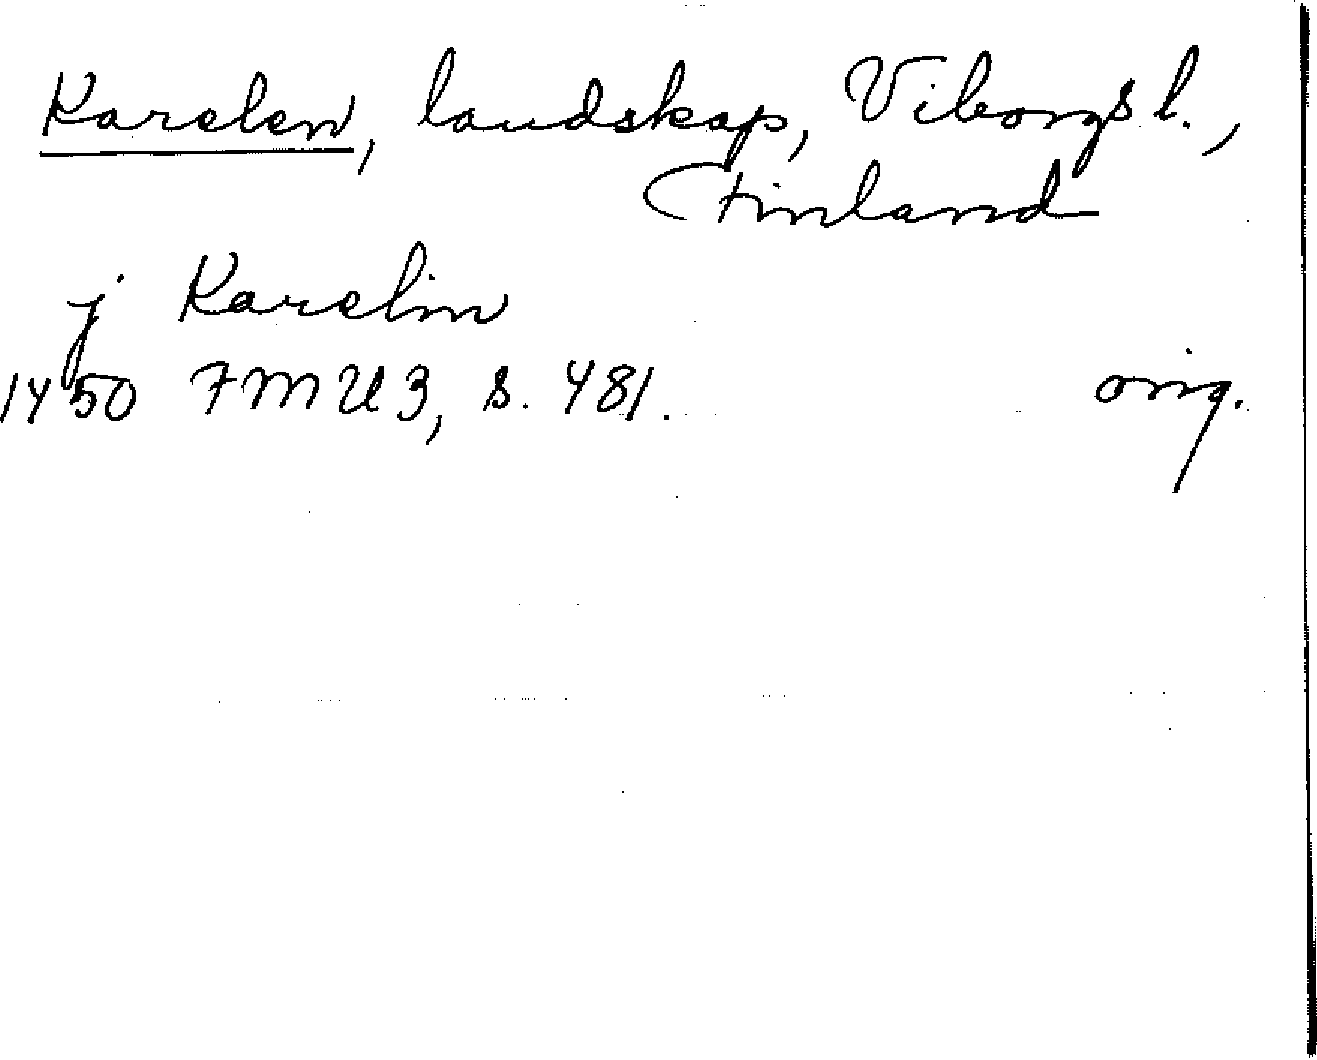 Karelen, landskap, Viborgs l.,
Finland
j Karelin
1450 FMU 3, s. 481. orig.